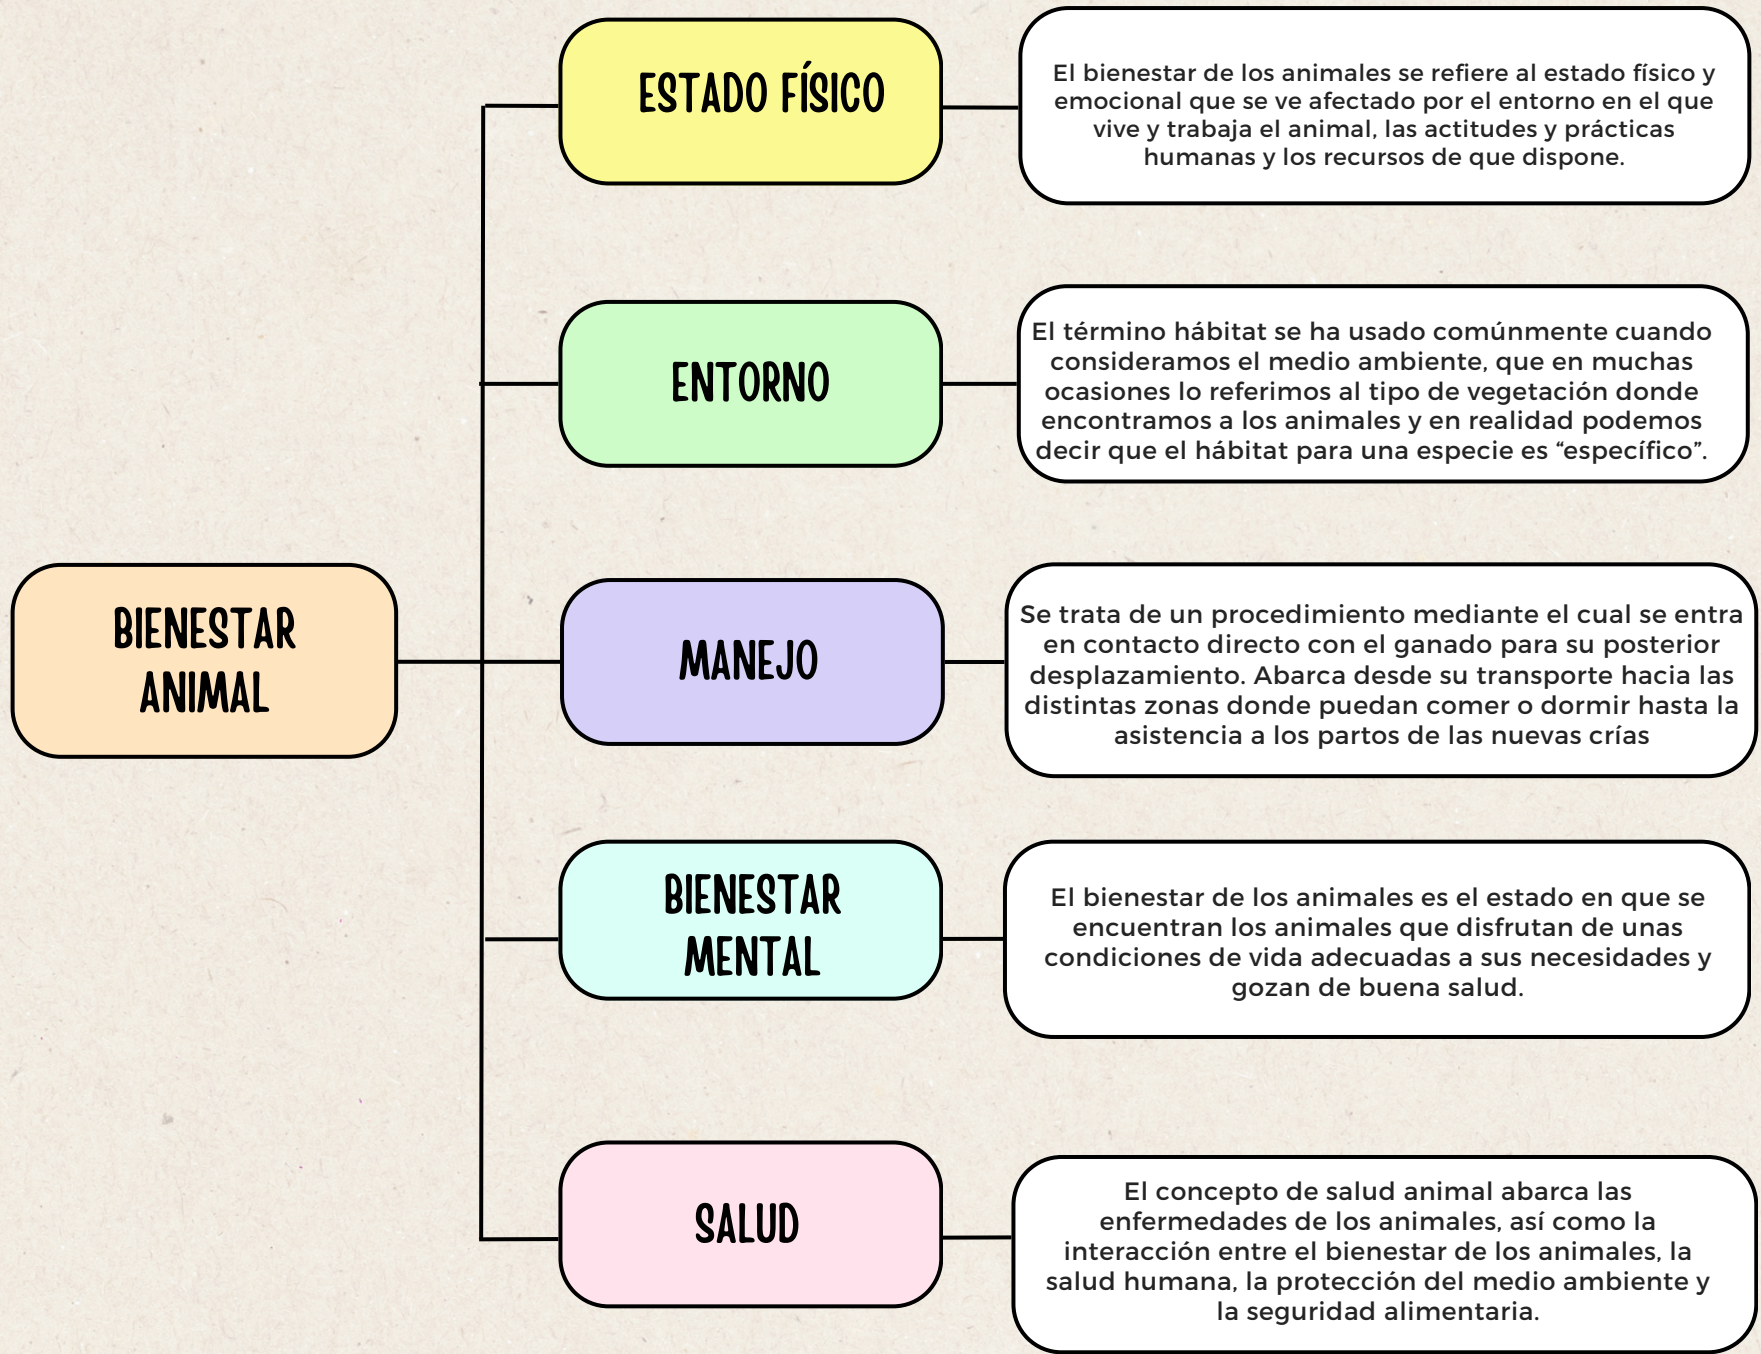 ESTADO FÍSICO
El bienestar de los animales se refiere al estado físico y
emocional que se ve afectado por el entorno en el que
vive y trabaja el animal, las actitudes y prácticas
humanas y los recursos de que dispone.
ENTORNO
El término hábitat se ha usado comúnmente cuando
consideramos el medio ambiente, que en muchas
ocasiones lo referimos al tipo de vegetación donde
encontramos a los animales y en realidad podemos
decir que el hábitat para una especie es “específico”.
BIENESTAR
ANIMAL
MANEJO
Se trata de un procedimiento mediante el cual se entra
en contacto directo con el ganado para su posterior
desplazamiento. Abarca desde su transporte hacia las
distintas zonas donde puedan comer o dormir hasta la
asistencia a los partos de las nuevas crías
BIENESTAR
MENTAL
El bienestar de los animales es el estado en que se
encuentran los animales que disfrutan de unas
condiciones de vida adecuadas a sus necesidades y
gozan de buena salud.
SALUD
El concepto de salud animal abarca las
enfermedades de los animales, así como la
interacción entre el bienestar de los animales, la
salud humana, la protección del medio ambiente y
la seguridad alimentaria.